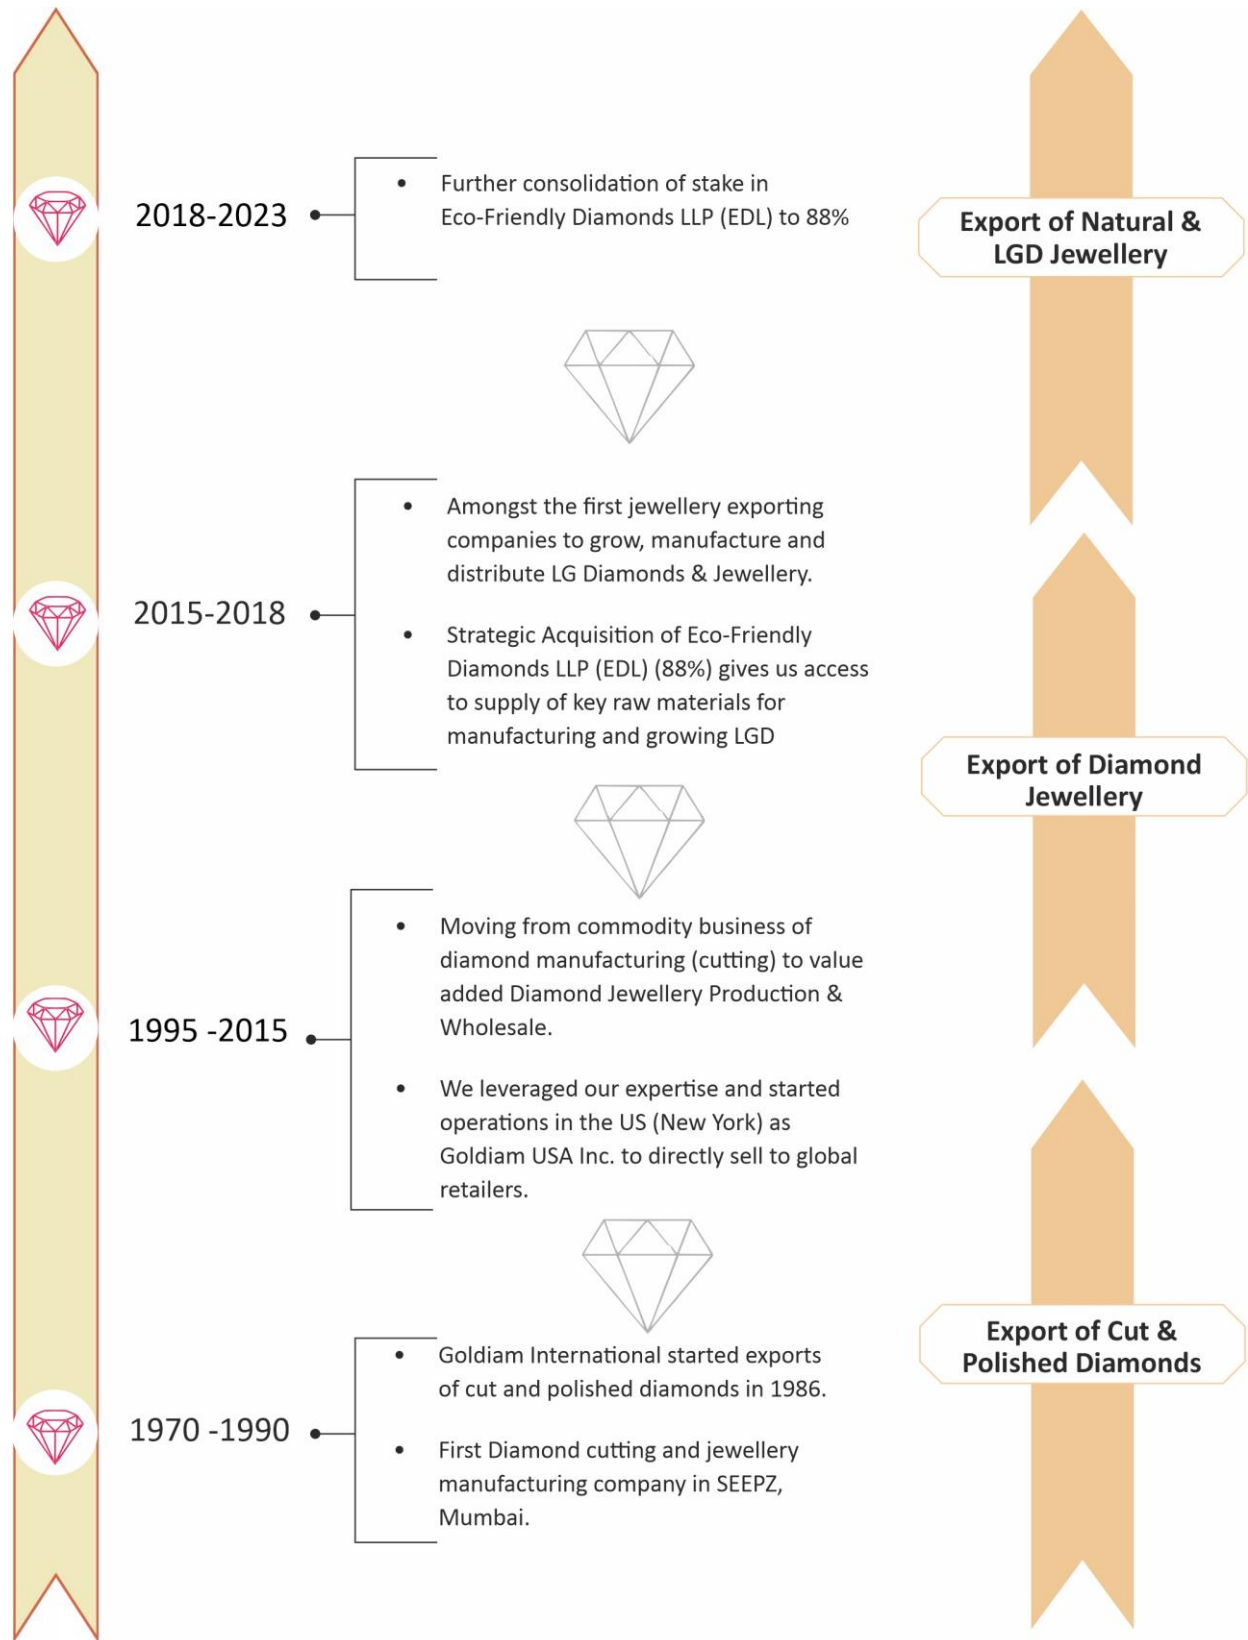 2018-2023
• Further consolidation of stake in
Eco-Friendly Diamonds LLP (EDL) to 88%
Export of Natural &
LGD Jewellery
2015-2018
• Amongst the first jewellery exporting
companies to grow, manufacture and
distribute LG Diamonds & Jewellery.
• Strategic Acquisition of Eco-Friendly
Diamonds LLP (EDL) (88%) gives us access
to supply of key raw materials for
manufacturing and growing LGD
Export of Diamond
Jewellery
1995 -2015
• Moving from commodity business of
diamond manufacturing (cutting) to value
added Diamond Jewellery Production &
Wholesale.
• We leveraged our expertise and started
operations in the US (New York) as
Goldiam USA Inc. to directly sell to global
retailers.
Export of Cut &
Polished Diamonds
1970 -1990
• Goldiam International started exports
of cut and polished diamonds in 1986.
• First Diamond cutting and jewellery
manufacturing company in SEEPZ,
Mumbai.